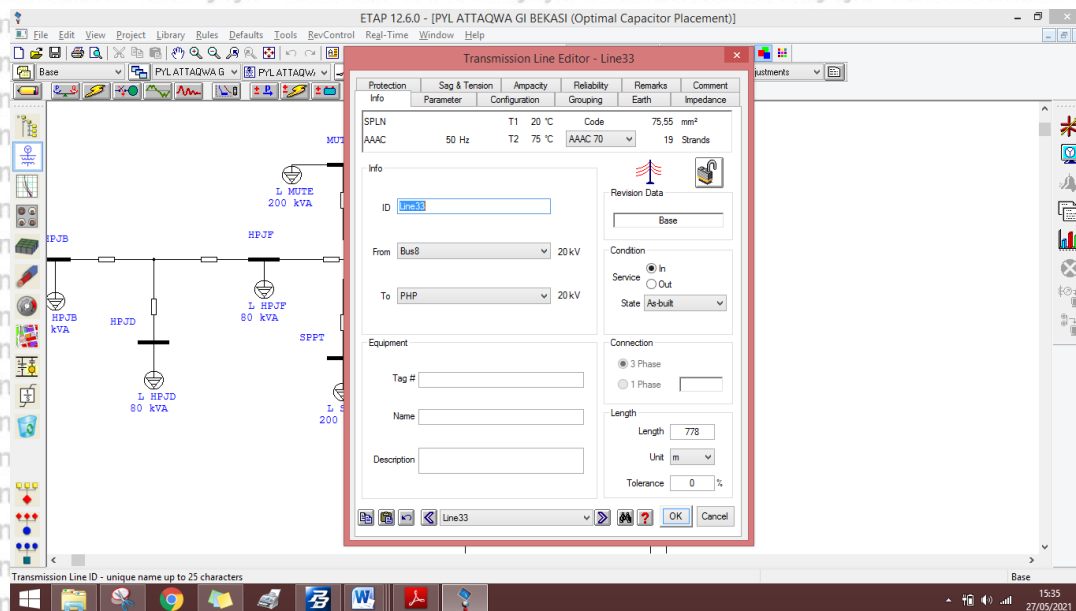 ETAP 12.6.0 - [PYL ATTAQWA GI BEKASI (Optimal Capacitor Placement)]
File Edit View Project Library Rules Defaults Tools RevControl Real-Time Window Help
Base
PYL ATTAQWA G
PYL ATTAQW
justments
Transmission Line Editor - Line33
Protection Sag & Tension Ampacity Reliability Remarks Comment
Info Parameter Configuration Grouping Earth Impedance
SPLN T1 20 °C Code 75,55 mm²
AAAC 50 Hz T2 75 °C AAAC 70 19 Strands
Info
ID Line33
From Bus8 20 kV
To PHP 20 kV
Revision Data
Base
Condition
Service In
Out
State As-built
Equipment
Tag #
Name
Description
Connection
3 Phase
1 Phase
Length
Length 778
Unit m
Tolerance 0 %
Line33
OK Cancel
MUT
L MUTE
200 kVA
HPJB
HPJF
HPJB
kVA
HPJD
L HPJF
80 kVA
SPPT
L HPJD
80 kVA
L S
200
Transmission Line ID - unique name up to 25 characters
Base
15:35
27/05/2021